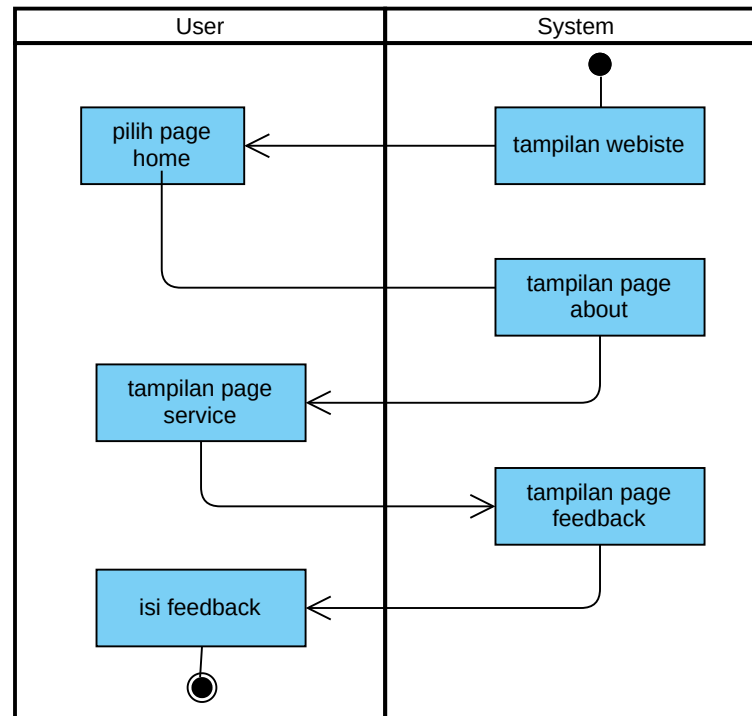 User
System
pilih page
home
tampilan webiste
tampilan page
about
tampilan page
service
tampilan page
feedback
isi feedback